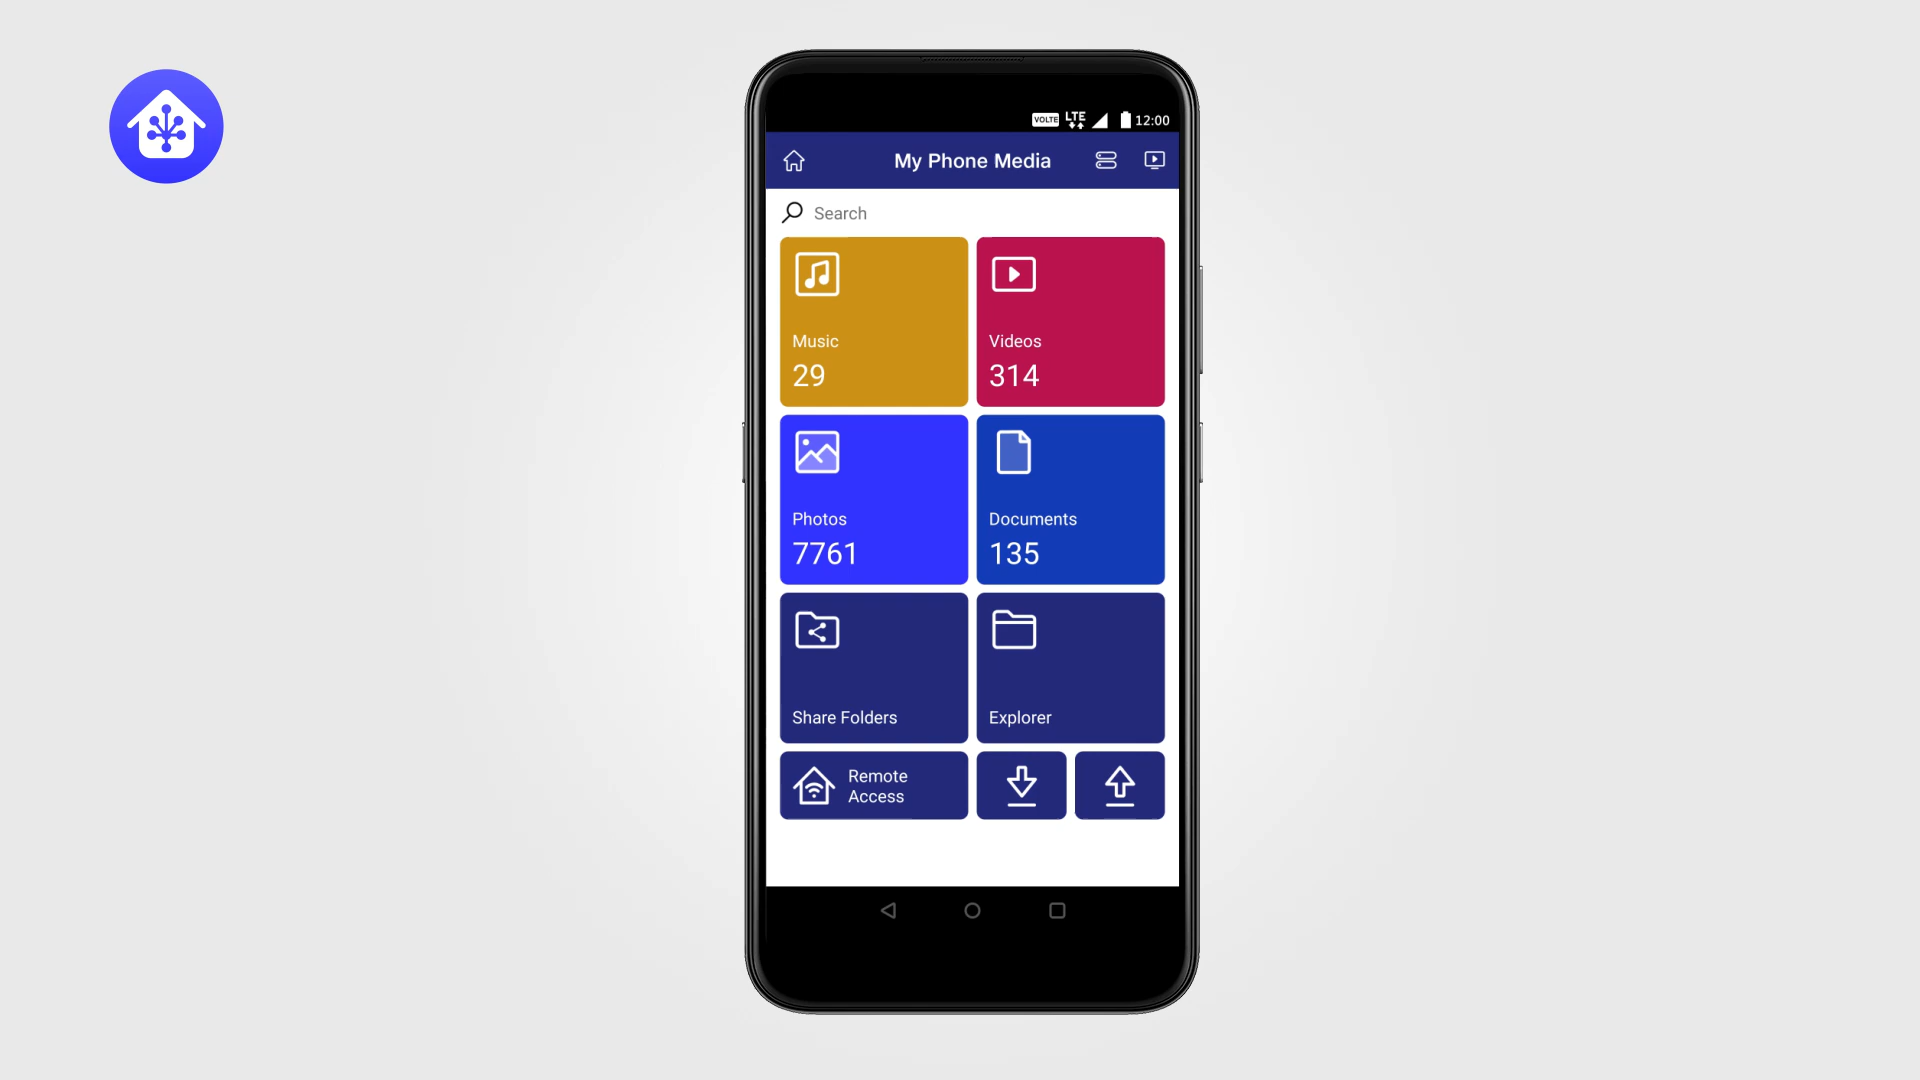 VOLTE LTE 12:00
My Phone Media
Search
Music
29
Videos
314
Photos
7761
Documents
135
Share Folders
Explorer
Remote
Access